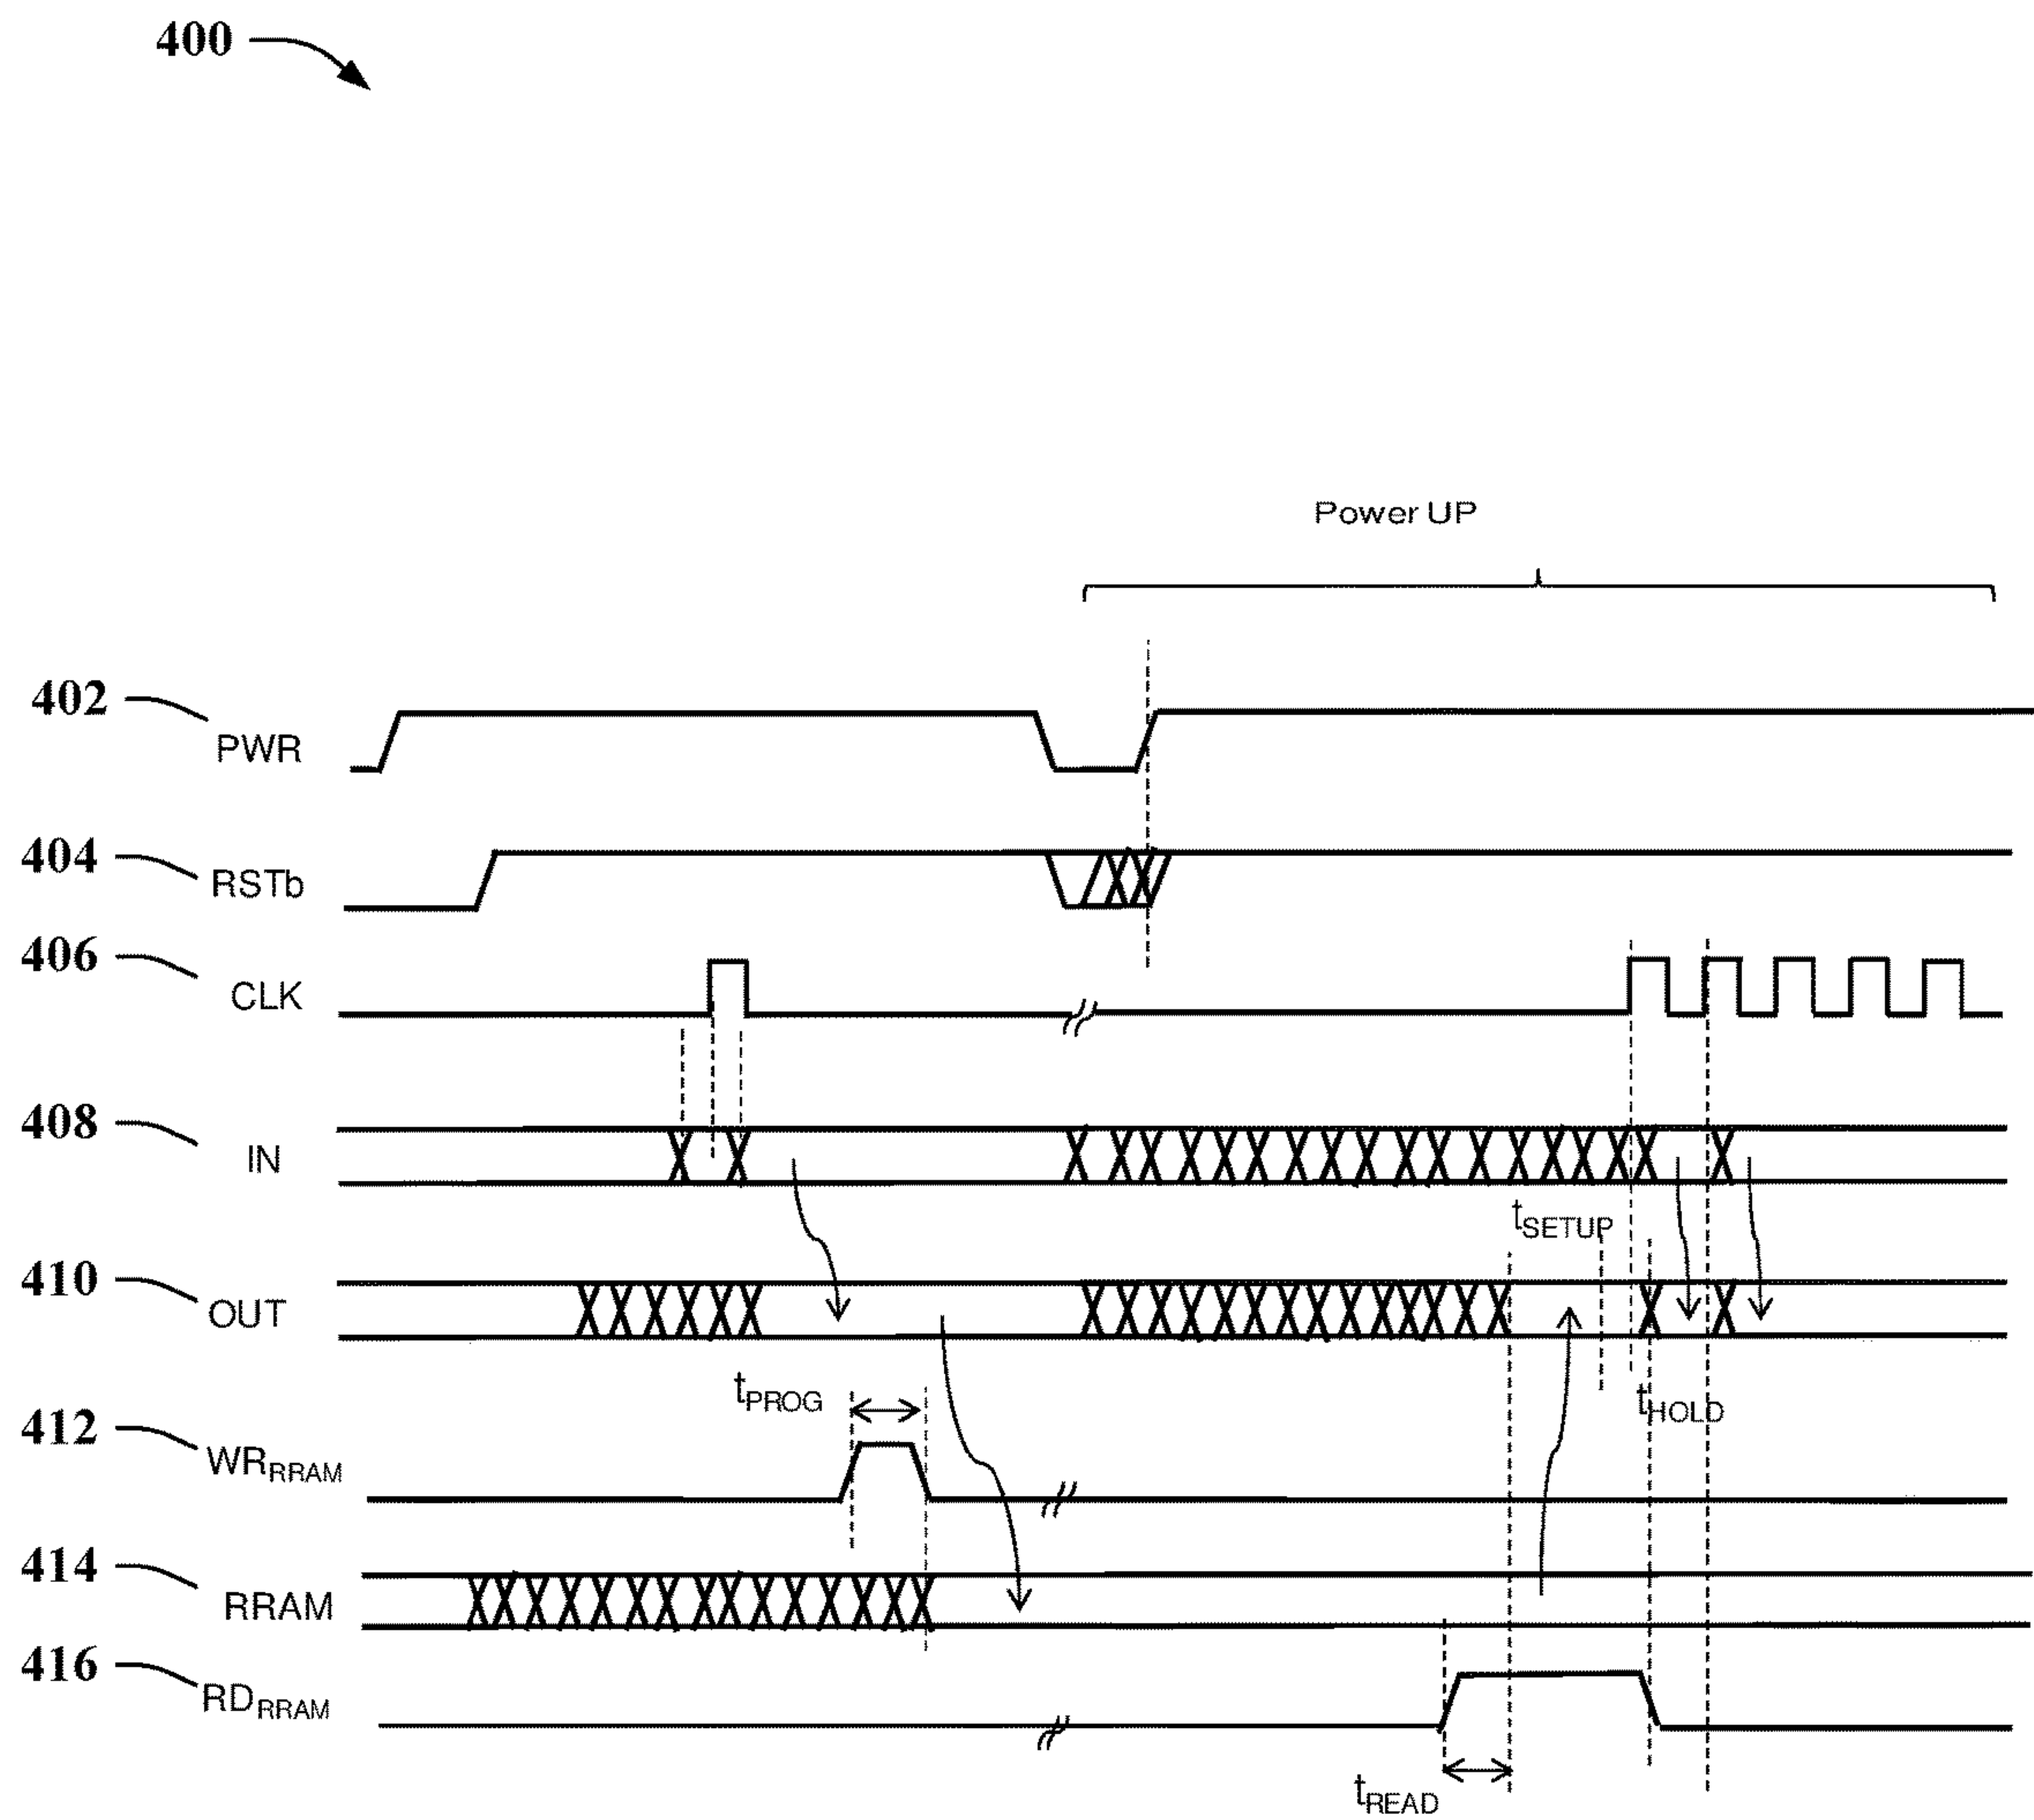 400
Power UP
402
PWR
404
RSTb
406
CLK
408
IN
tSETUP
410
OUT
tPROG
tHOLD
412
WRRRAM
414
RRAM
416
RDRRAM
tREAD